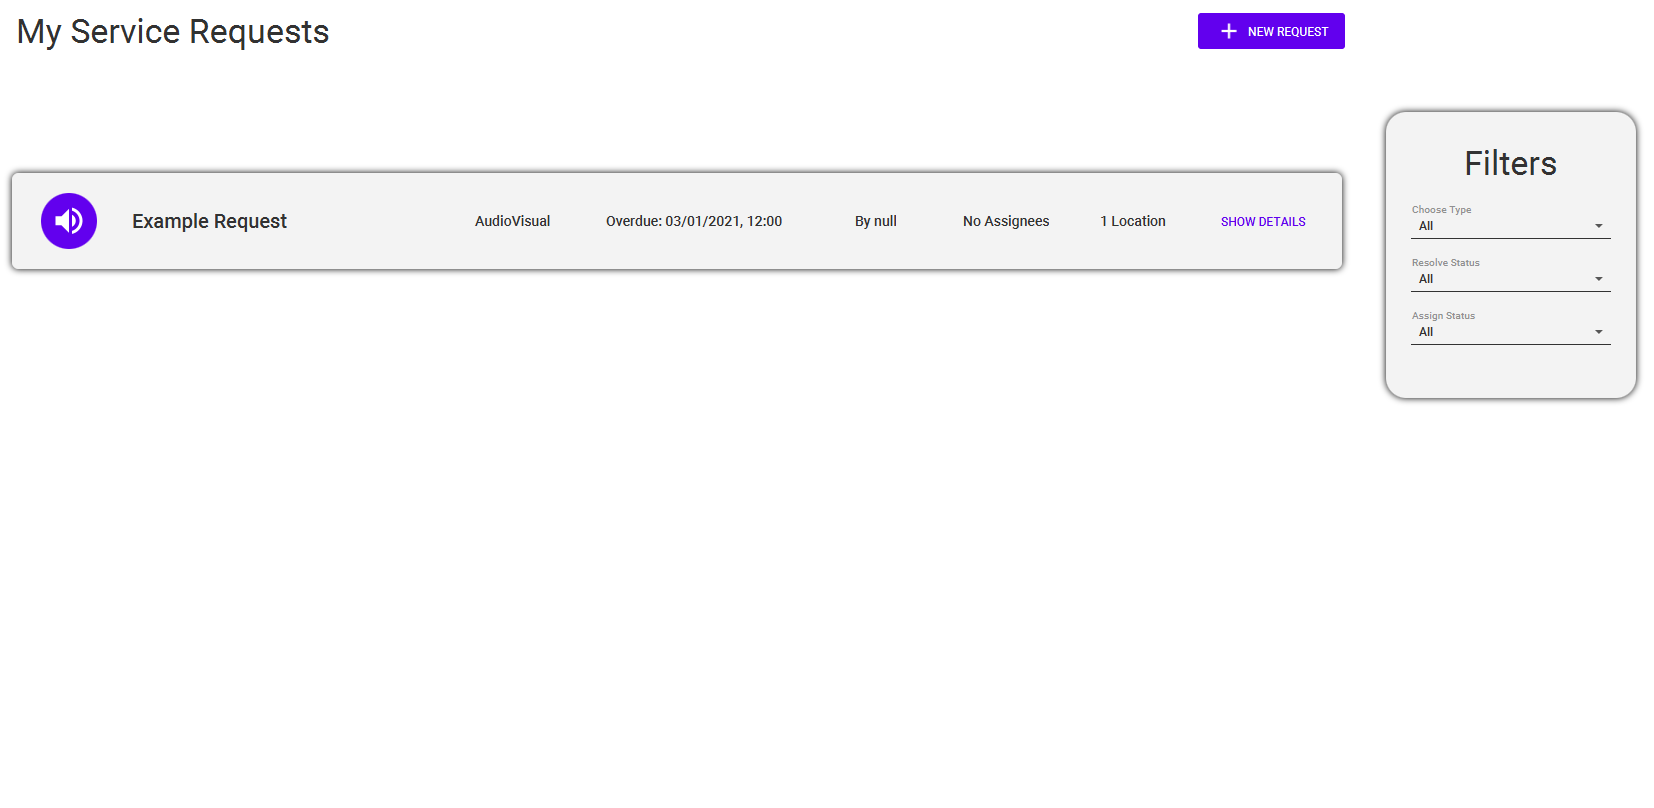 My Service Requests
NEW REQUEST
Example Request
AudioVisual
Overdue: 03/01/2021, 12:00
By null
No Assignees
1 Location
SHOW DETAILS
Filters
Choose Type
All
Resolve Status
All
Assign Status
All